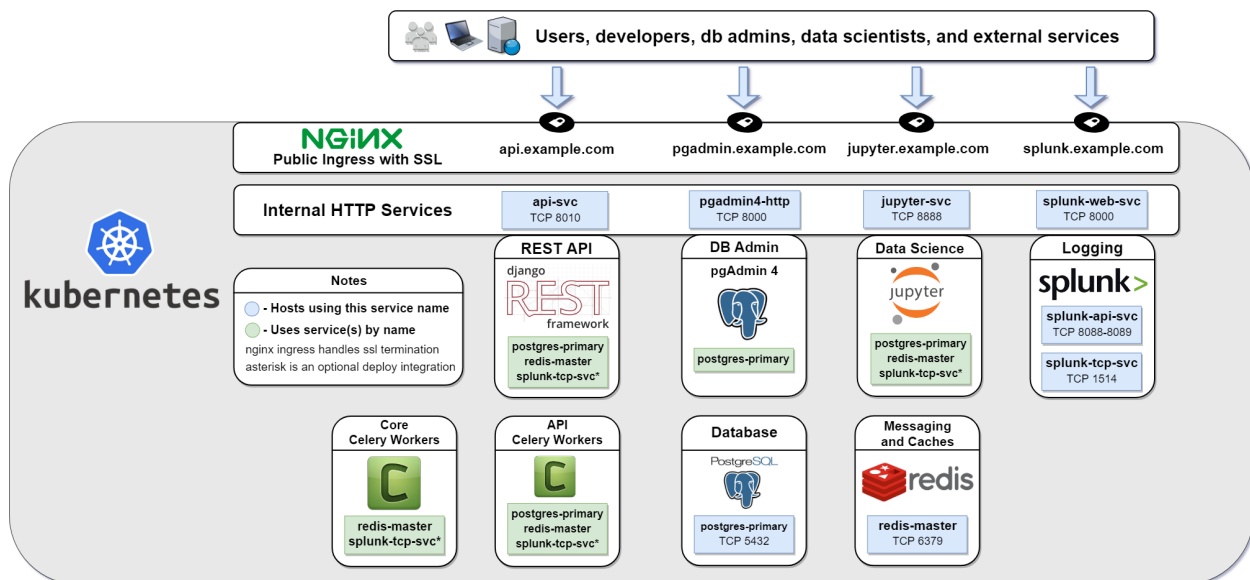 Users, developers, db admins, data scientists, and external services
NGINX
Public Ingress with SSL
api.example.com
pgadmin.example.com
jupyter.example.com
splunk.example.com
Internal HTTP Services
api-svc
TCP 8010
pgadmin4-http
TCP 8000
jupyter-svc
TCP 8888
splunk-web-svc
TCP 8000
kubernetes
Notes
- Hosts using this service name
- Uses service(s) by name
nginx ingress handles ssl termination
asterisk is an optional deploy integration
REST API
django
REST
framework
postgres-primary
redis-master
splunk-tcp-svc*
DB Admin
pgAdmin 4
postgres-primary
Data Science
jupyter
postgres-primary
redis-master
splunk-tcp-svc*
Logging
splunk>
splunk-api-svc
TCP 8088-8089
splunk-tcp-svc
TCP 1514
Core
Celery Workers
C
redis-master
splunk-tcp-svc*
API
Celery Workers
C
postgres-primary
redis-master
splunk-tcp-svc*
Database
PostgreSQL
postgres-primary
TCP 5432
Messaging
and Caches
redis
redis-master
TCP 6379